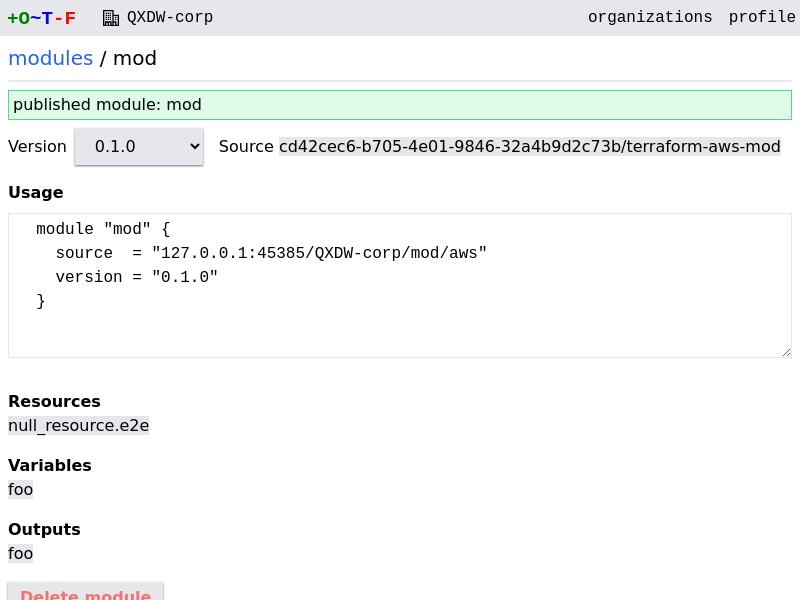 +O~T-F QXDW-corp organizations profile
modules / mod
published module: mod
Version 0.1.0 Source cd42cec6-b705-4e01-9846-32a4b9d2c73b/terraform-aws-mod
Usage
module "mod" {
  source  = "127.0.0.1:45385/QXDW-corp/mod/aws"
  version = "0.1.0"
}
Resources
null_resource.e2e
Variables
foo
Outputs
foo
Delete module